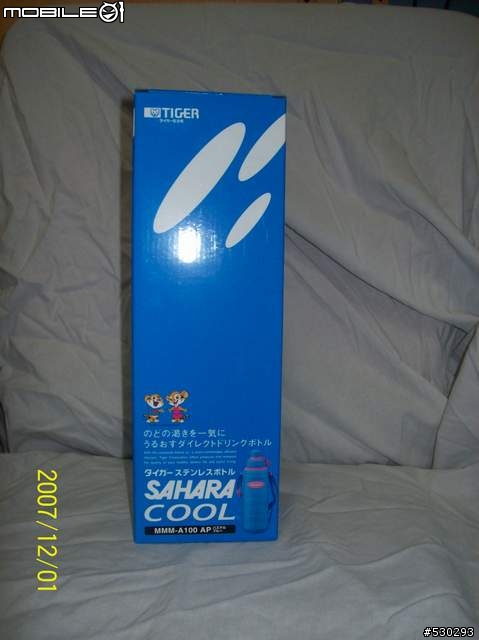 MOBILE01
TIGER
タイガー魔法瓶
のどの渇きを一気に
うるおすダイレクトドリンクボトル
タイガー ステンレスボトル
SAHARA
COOL
MMM-A100 AP
2007/12/01
#530293